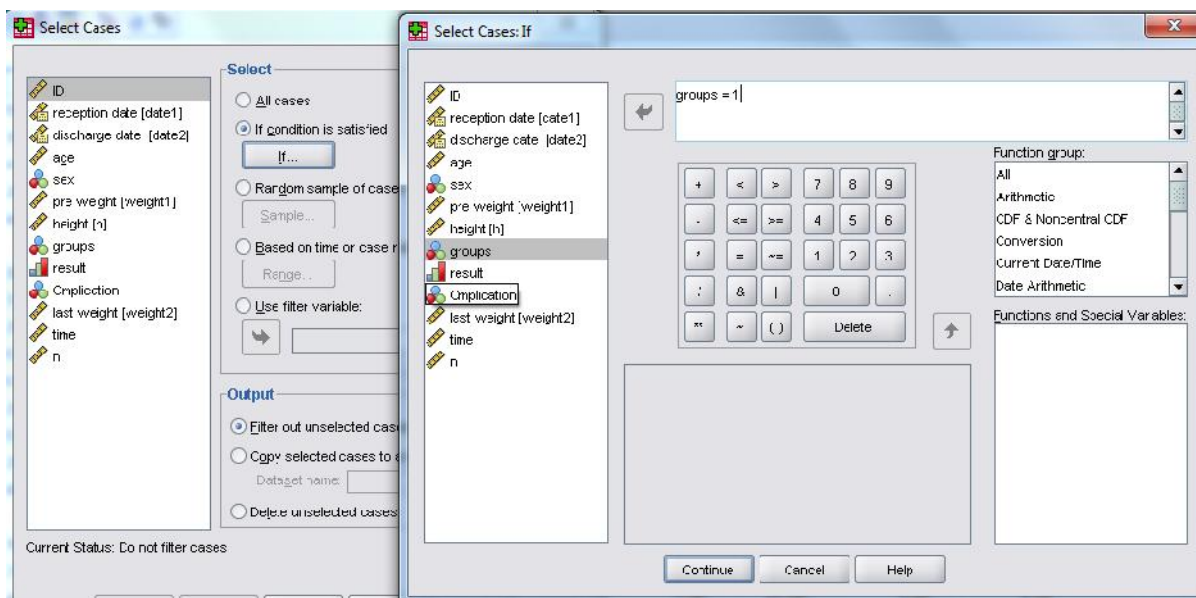 Select Cases
ID
reception date [date1]
discharge date [date2]
age
sex
pre weight [weight1]
height [h]
groups
result
Cmpliection
last weight [weight2]
time
n
Select
All cases
If condition is satisfied
If...
Random sample of case
Sample...
Based on time or case r
Range..
Use filter variable:
Output
Filter out unselected cas
Copy selected cases to a
Dataset name:
Delete unselected cases
Current Status: Do not filter cases
Select Cases: If
ID
reception date [cate1]
discharge cate [date2]
age
sex
pre weight [weight1]
height [h]
groups
result
Cmplication
last weight [weight2]
time
n
groups = 1
+ < > 7 8 9
- <= >= 4 5 6
* = ~= 1 2 3
/ & | 0 .
** ~ ( ) Delete
Function group:
All
Arithmetic
CDF & Noncentral CDF
Conversion
Current Date/Time
Date Arithmetic
Functions and Special Variables:
Continue
Cancel
Help